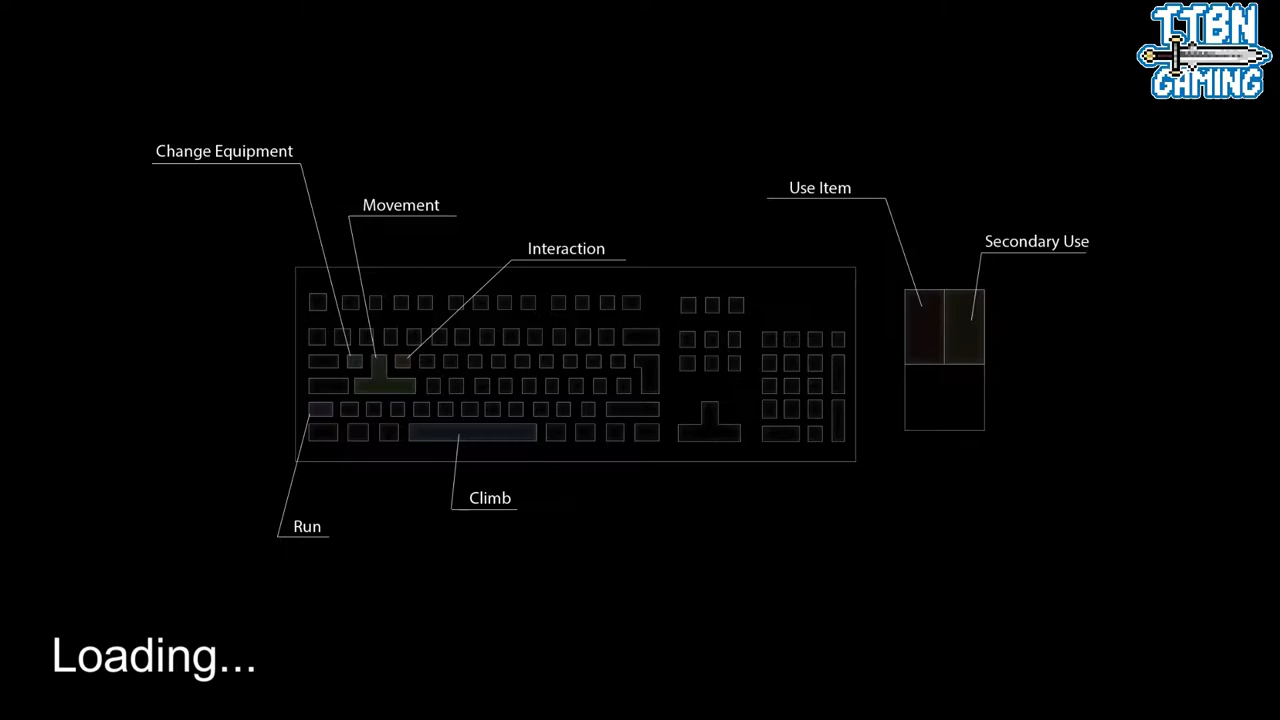 TTBN
GAMING
Change Equipment
Movement
Interaction
Use Item
Secondary Use
Climb
Run
Loading...